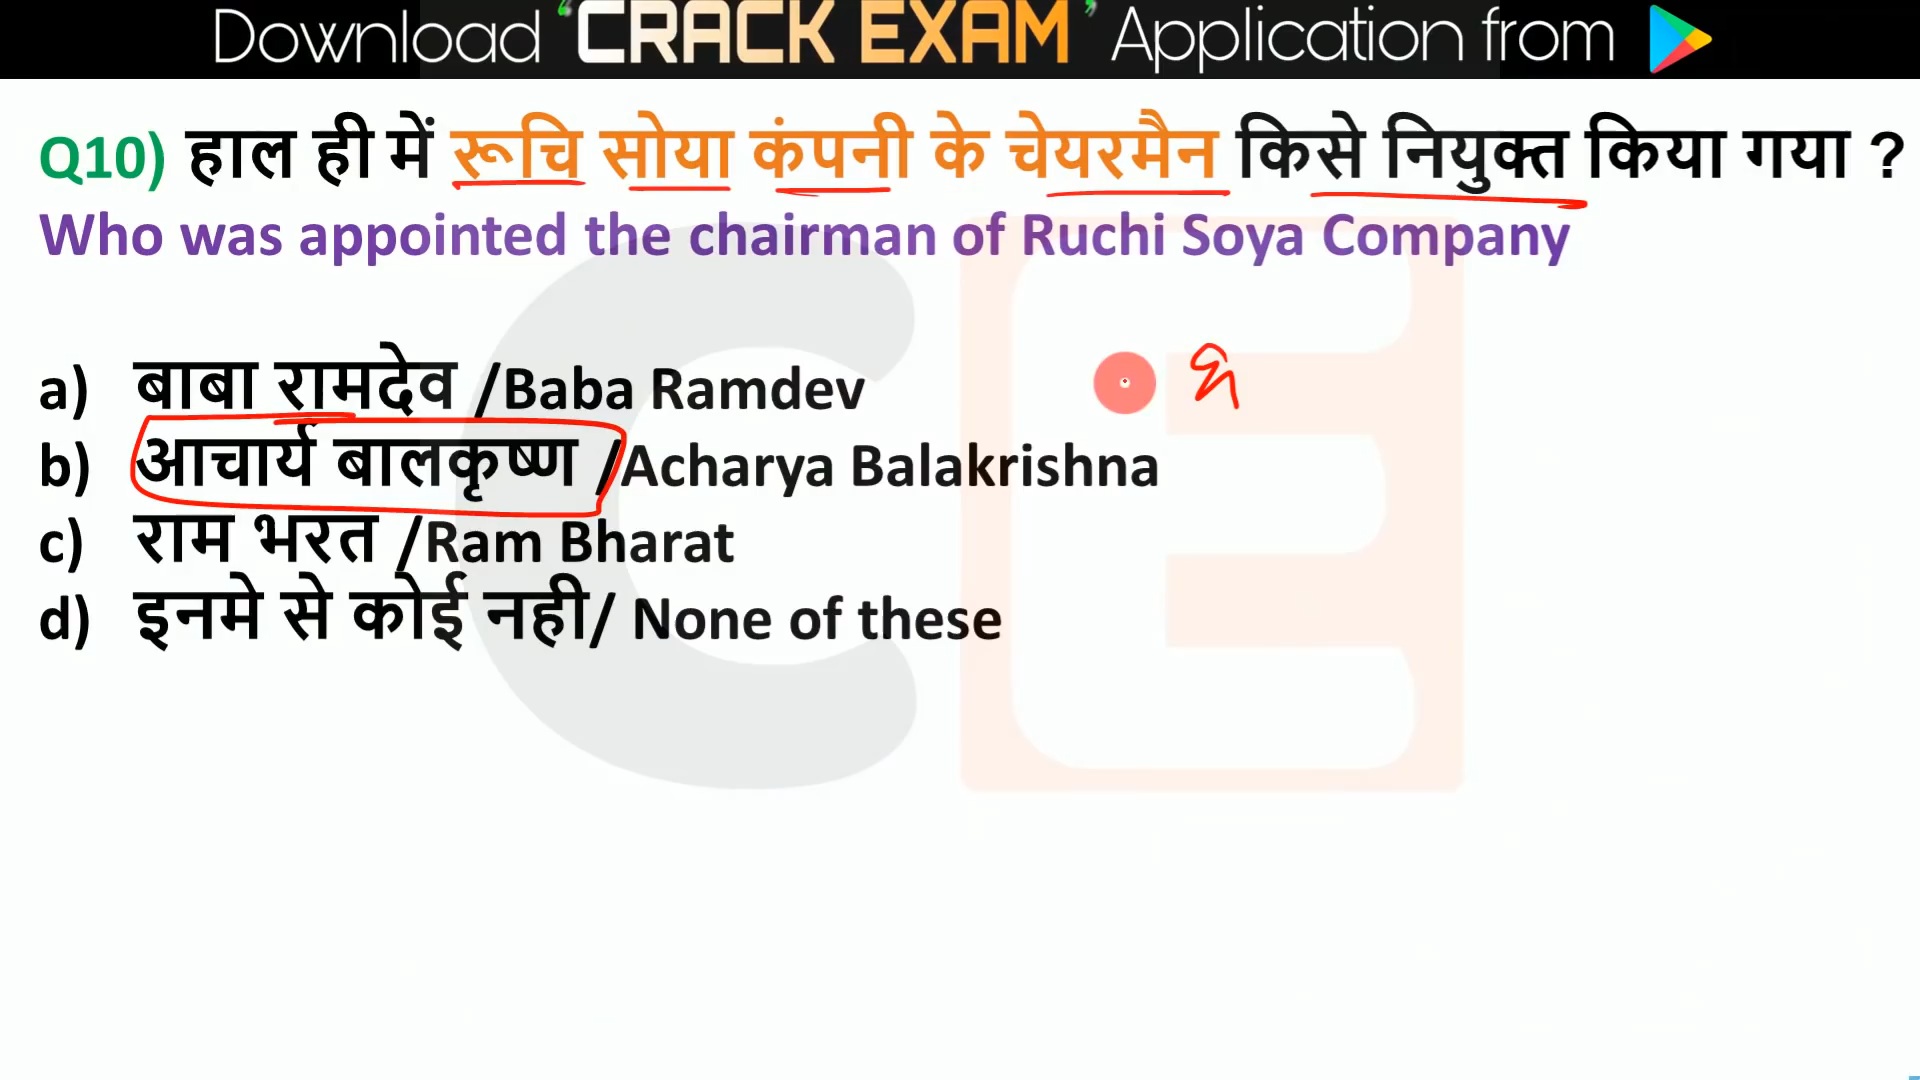 Download ‘CRACK EXAM’ Application from
Q10) हाल ही में रूचि सोया कंपनी के चेयरमैन किसे नियुक्त किया गया ?
Who was appointed the chairman of Ruchi Soya Company
a) बाबा रामदेव /Baba Ramdev
b) आचार्य बालकृष्ण /Acharya Balakrishna
c) राम भरत /Ram Bharat
d) इनमे से कोई नही/ None of these
CE